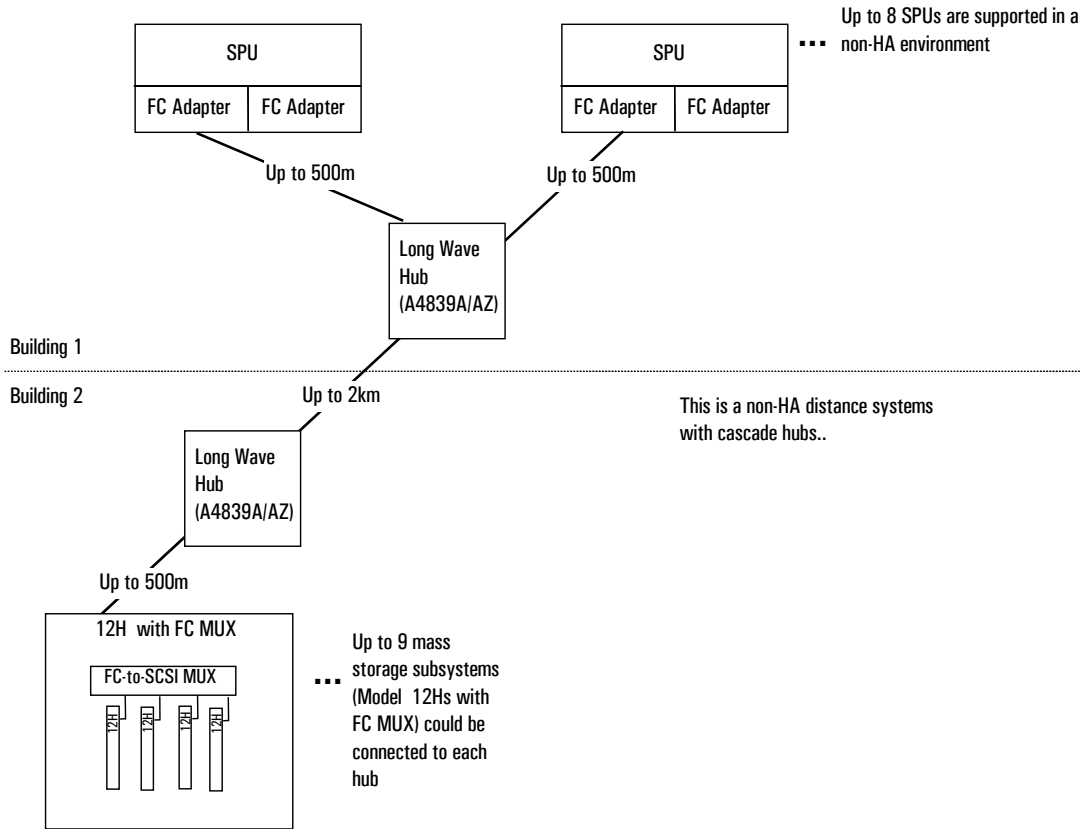 Up to 8 SPUs are supported in a
... non-HA environment
SPU
SPU
FC Adapter
FC Adapter
FC Adapter
FC Adapter
Up to 500m
Up to 500m
Long Wave
Hub
(A4839A/AZ)
Building 1
Building 2
Up to 2km
This is a non-HA distance systems
with cascade hubs..
Long Wave
Hub
(A4839A/AZ)
Up to 500m
12H with FC MUX
FC-to-SCSI MUX
12H
12H
12H
12H
...
Up to 9 mass
storage subsystems
(Model 12Hs with
FC MUX) could be
connected to each
hub